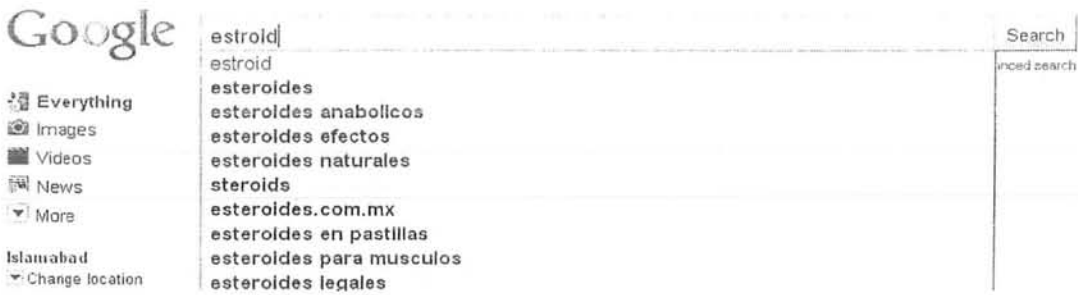 Google
estroid
Search
estroid
anced search
esteroides
Everything
esteroides anabolicos
Images
esteroides efectos
Videos
esteroides naturales
News
steroids
More
esteroides.com.mx
esteroides en pastillas
Islamabad
esteroides para musculos
Change location
esteroides legales